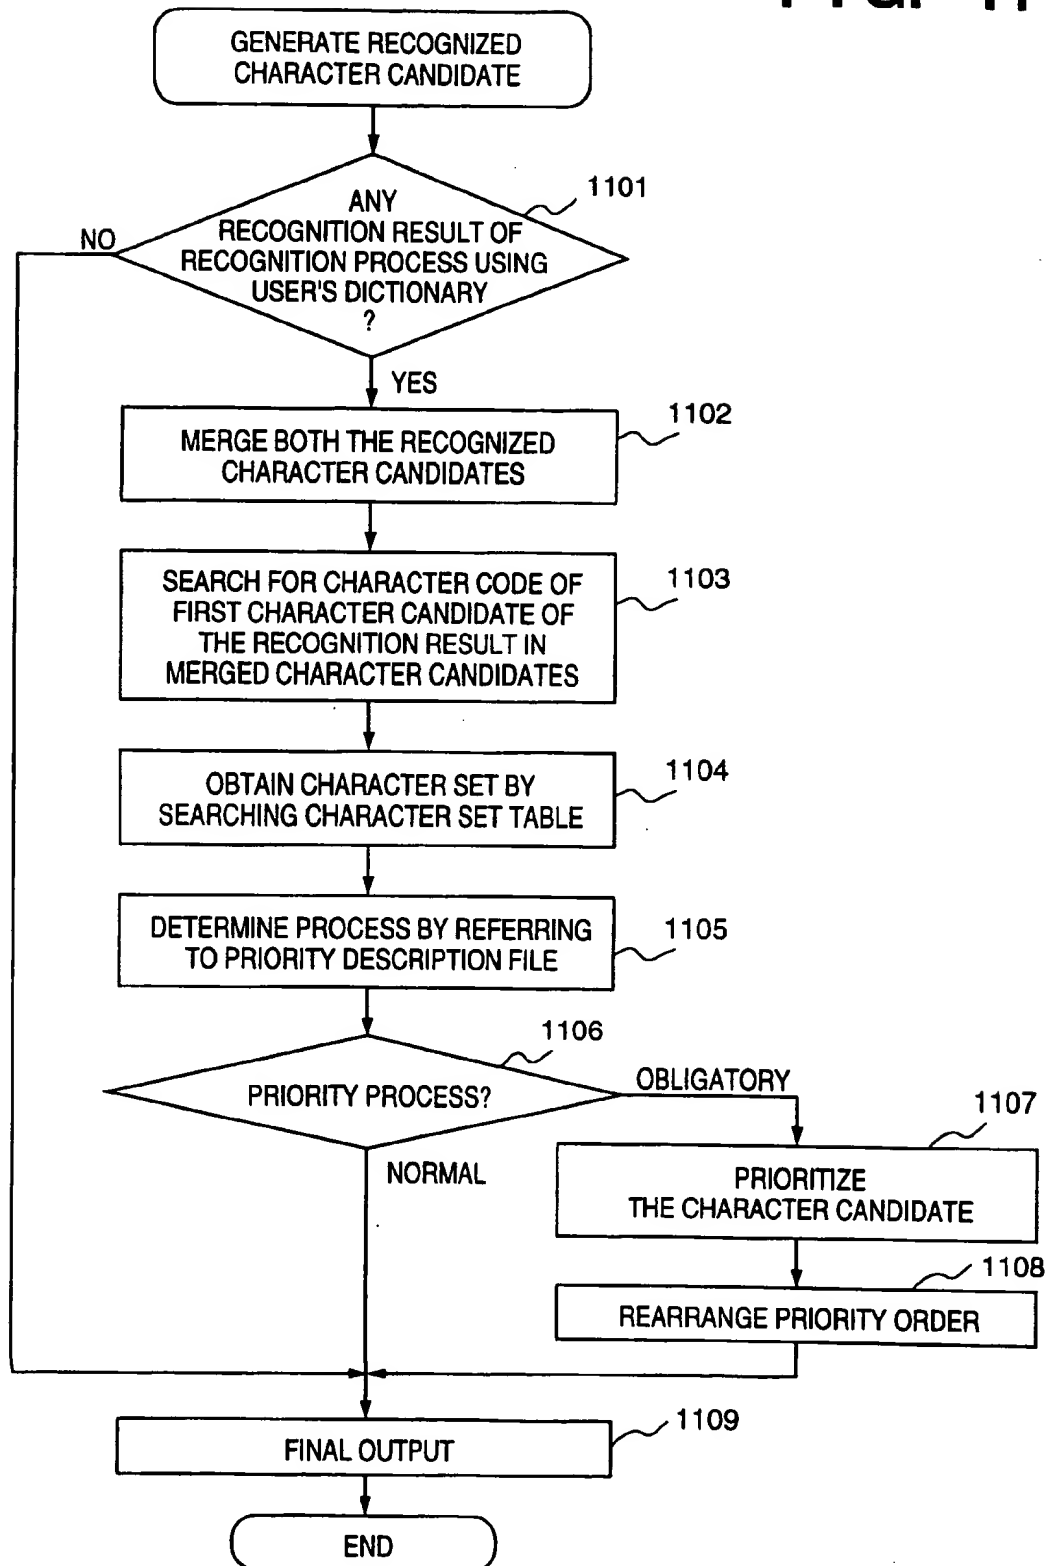 GENERATE RECOGNIZED
CHARACTER CANDIDATE
1101
ANY
RECOGNITION RESULT OF
RECOGNITION PROCESS USING
USER'S DICTIONARY
?
NO
YES
1102
MERGE BOTH THE RECOGNIZED
CHARACTER CANDIDATES
1103
SEARCH FOR CHARACTER CODE OF
FIRST CHARACTER CANDIDATE OF
THE RECOGNITION RESULT IN
MERGED CHARACTER CANDIDATES
1104
OBTAIN CHARACTER SET BY
SEARCHING CHARACTER SET TABLE
1105
DETERMINE PROCESS BY REFERRING
TO PRIORITY DESCRIPTION FILE
1106
PRIORITY PROCESS?
OBLIGATORY
NORMAL
1107
PRIORITIZE
THE CHARACTER CANDIDATE
1108
REARRANGE PRIORITY ORDER
1109
FINAL OUTPUT
END